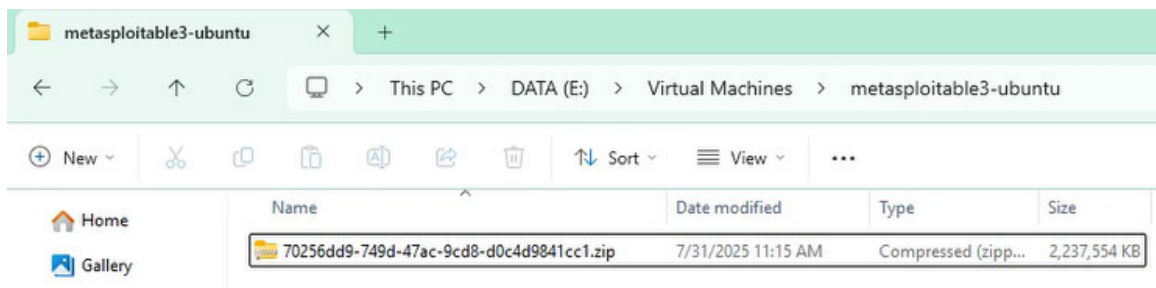 metasploitable3-ubuntu
This PC > DATA (E:) > Virtual Machines > metasploitable3-ubuntu
New Sort View
Name Date modified Type Size
Home
70256dd9-749d-47ac-9cd8-d0c4d9841cc1.zip 7/31/2025 11:15 AM Compressed (zipp... 2,237,554 KB
Gallery